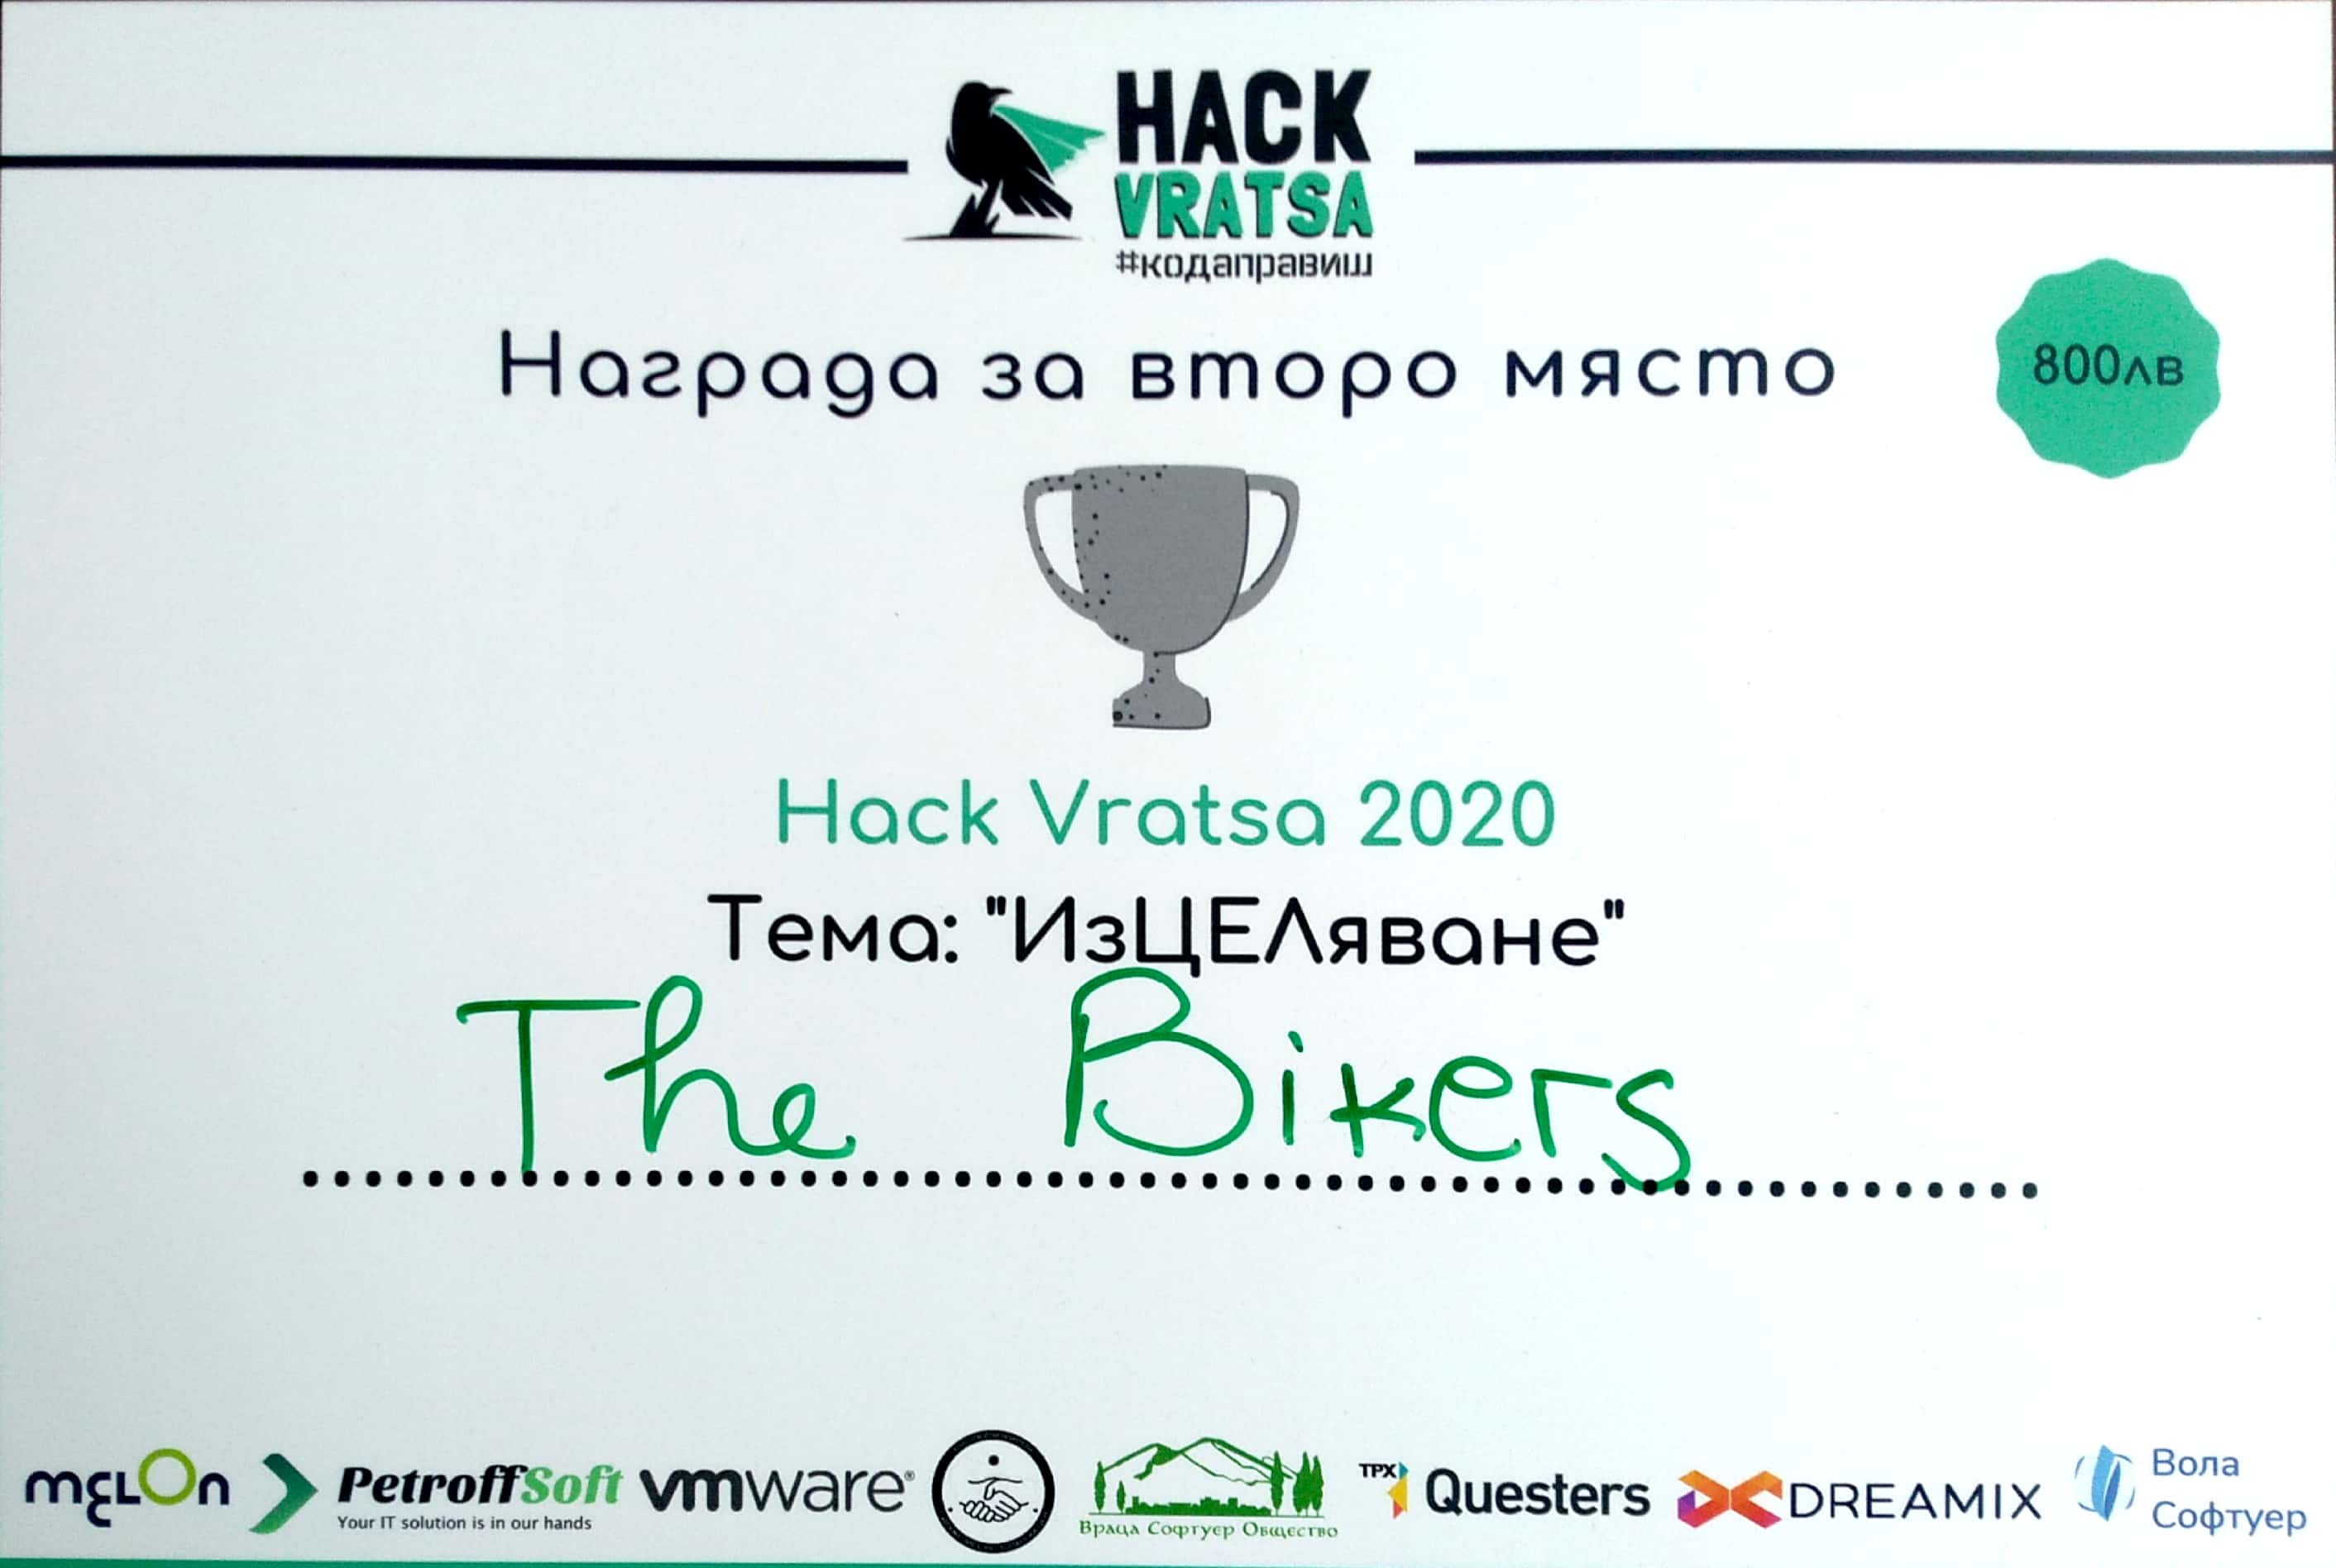 HACK
VRATSA
#кодаправиш
Награда за второ място
800лв
Hack Vratsa 2020
Тема: "ИзЦЕЛяване"
The Bikers
melon
PetroffSoft
Your IT solution is in our hands
vmware®
Враца Софтуер Общество
TPX
Questers
DREAMIX
Вола
Софтуер